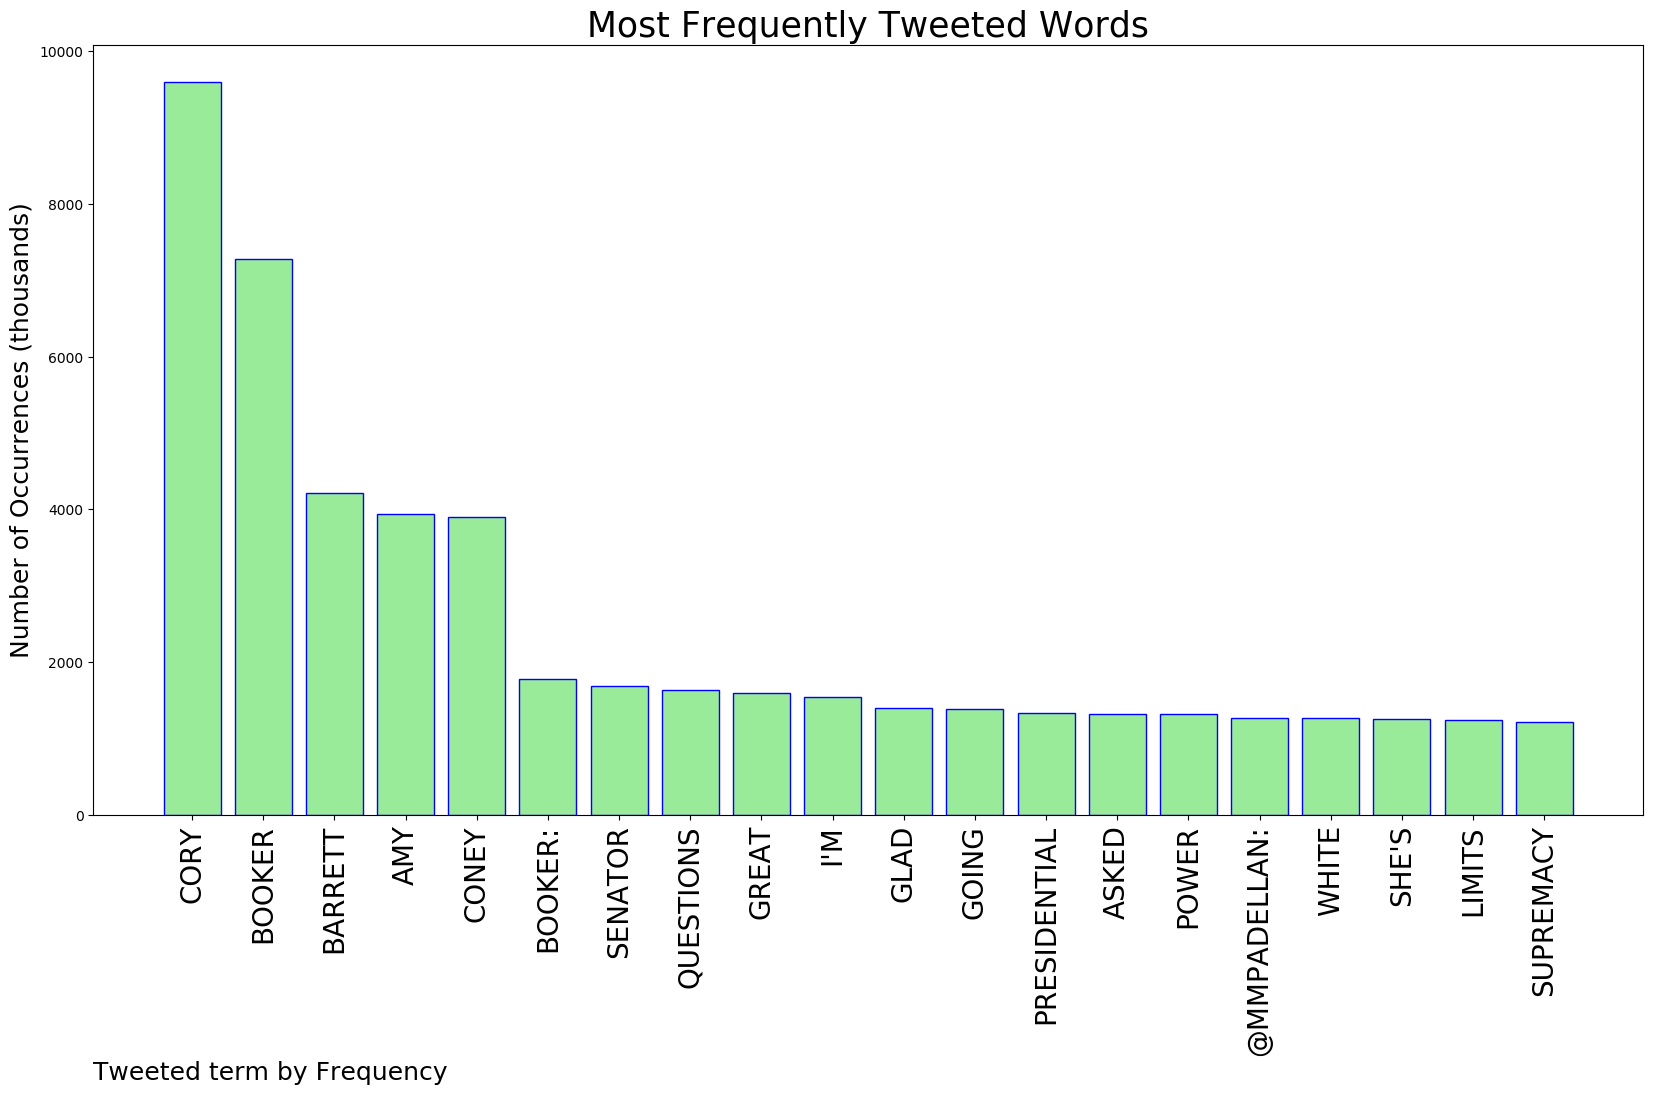 Most Frequently Tweeted Words
Number of Occurrences (thousands)
10000
8000
6000
4000
2000
0
CORY
BOOKER
BARRETT
AMY
CONEY
BOOKER:
SENATOR
QUESTIONS
GREAT
I'M
GLAD
GOING
PRESIDENTIAL
ASKED
POWER
@MMPADELLAN:
WHITE
SHE'S
LIMITS
SUPREMACY
Tweeted term by Frequency